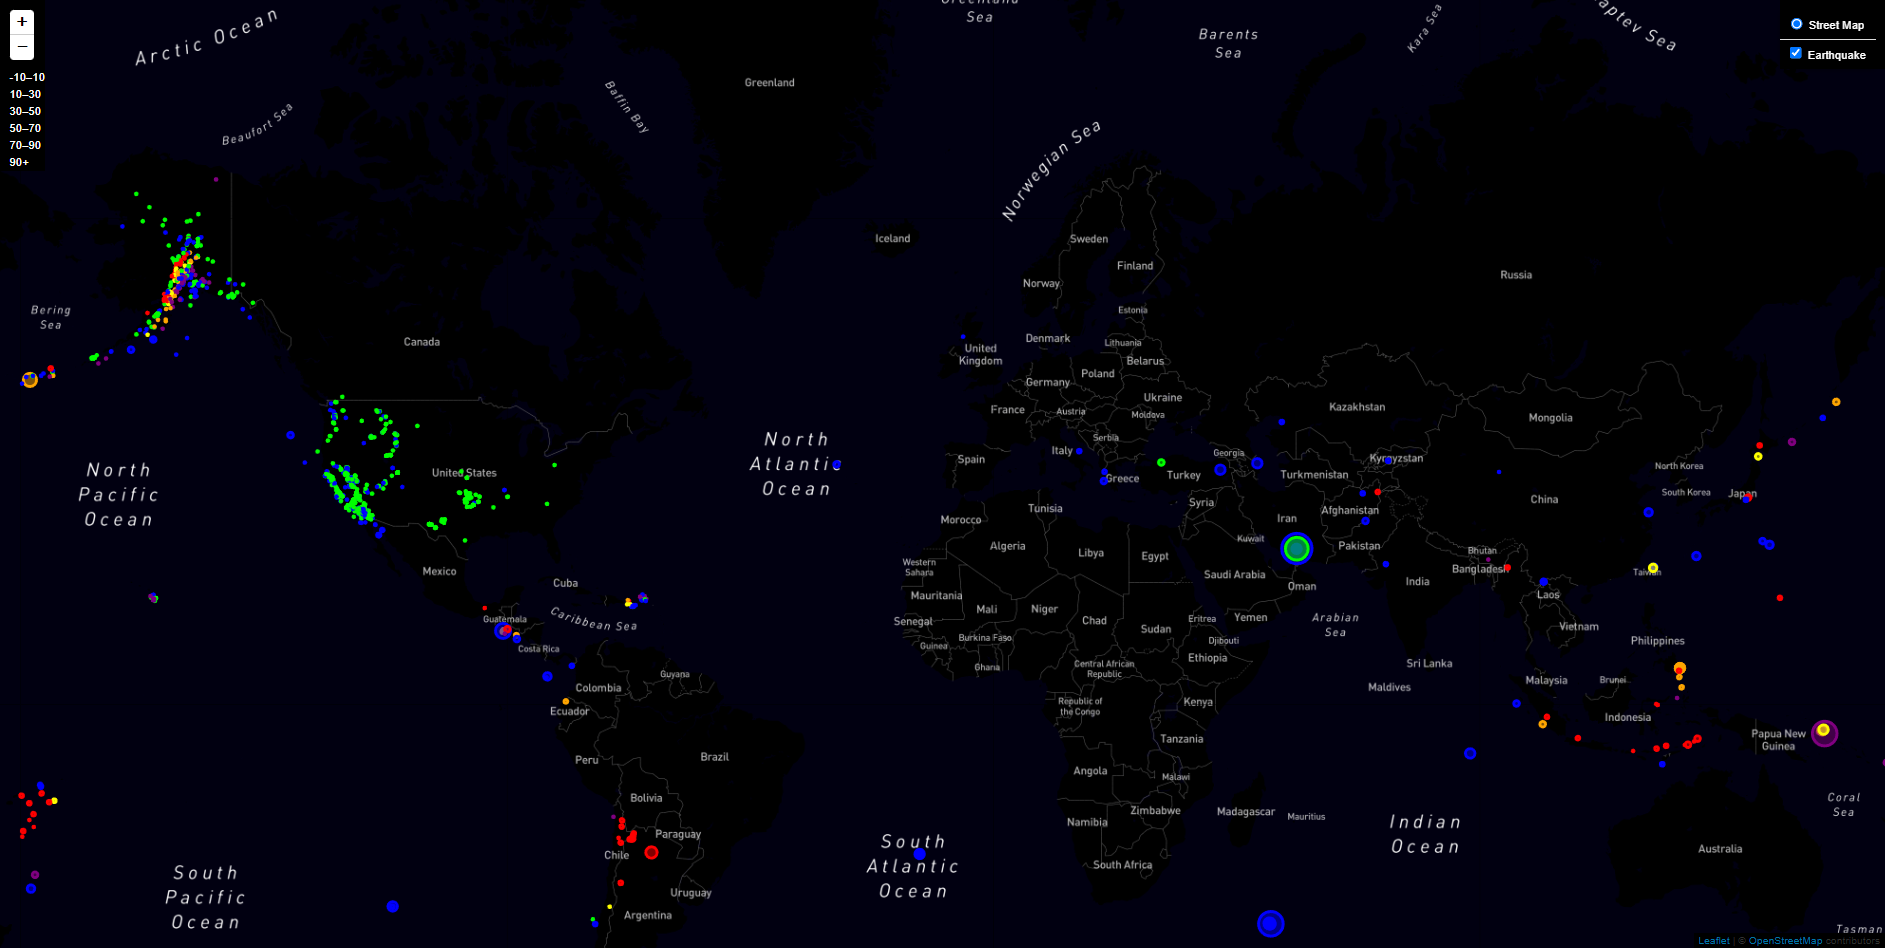 +
−
-10–10
10–30
30–50
50–70
70–90
90+
Street Map
Earthquake
Arctic Ocean
Beaufort Sea
Baffin Bay
Greenland
Greenland
Sea
Barents
Sea
Kara Sea
Laptev Sea
Norwegian Sea
Iceland
Sweden
Finland
Norway
Russia
Estonia
Bering
Sea
Canada
Denmark
Lithuania
United
Kingdom
Belarus
Poland
Germany
Ukraine
France
Austria
Moldova
Kazakhstan
Mongolia
Serbia
North
Atlantic
Ocean
Italy
Spain
Georgia
Kyrgyzstan
North Korea
North
Pacific
Ocean
United States
Greece
Turkey
Turkmenistan
China
South Korea
Japan
Syria
Tunisia
Morocco
Afghanistan
Iran
Kuwait
Algeria
Libya
Egypt
Pakistan
Bhutan
Western
Sahara
Mexico
Cuba
Saudi Arabia
Oman
India
Bangladesh
Taiwan
Mauritania
Mali
Niger
Laos
Guatemala
Caribbean Sea
Senegal
Chad
Sudan
Eritrea
Yemen
Arabian
Sea
Vietnam
Costa Rica
Guinea
Burkina Faso
Djibouti
Philippines
Ghana
Central African
Republic
Ethiopia
Sri Lanka
Guyana
Colombia
Maldives
Malaysia
Brunei
Ecuador
Republic of
the Congo
Kenya
Indonesia
Tanzania
Papua New
Guinea
Peru
Brazil
Angola
Malawi
Bolivia
Zimbabwe
Madagascar
Mauritius
Coral
Sea
Namibia
Indian
Ocean
Paraguay
Chile
South
Atlantic
Ocean
South Africa
Australia
South
Pacific
Ocean
Uruguay
Argentina
Tasman
Leaflet | © OpenStreetMap contributors